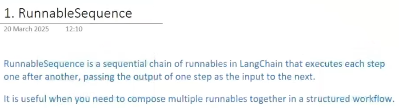 1. RunnableSequence
20 March 2025 12:10
RunnableSequence is a sequential chain of runnables in LangChain that executes each step
one after another, passing the output of one step as the input to the next.
It is useful when you need to compose multiple runnables together in a structured workflow.